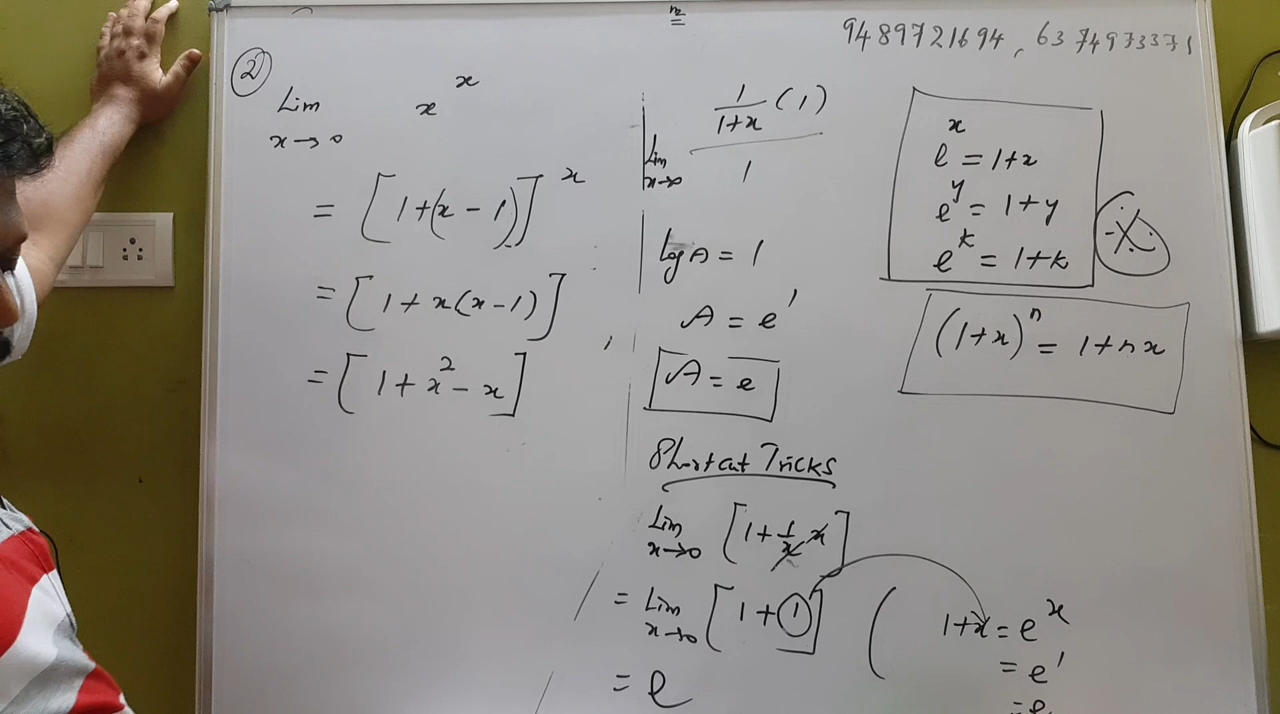 n²
=
9489721694, 6374973371
②
Lim x→0 x^x
= [1+(x-1)]^x
= [1+x(x-1)]
= [1+x²-x]
Lim x→0 (1/(1+x) (1))/1
log A = 1
A = e¹
A = e
Shortcut Tricks
Lim x→0 [1+1/x x]
= Lim x→0 [1+1]
= e
e^x = 1+x
e^y = 1+y
e^k = 1+k
(1+x)^n = 1+nx
( 1+x = e^x
= e¹
= e